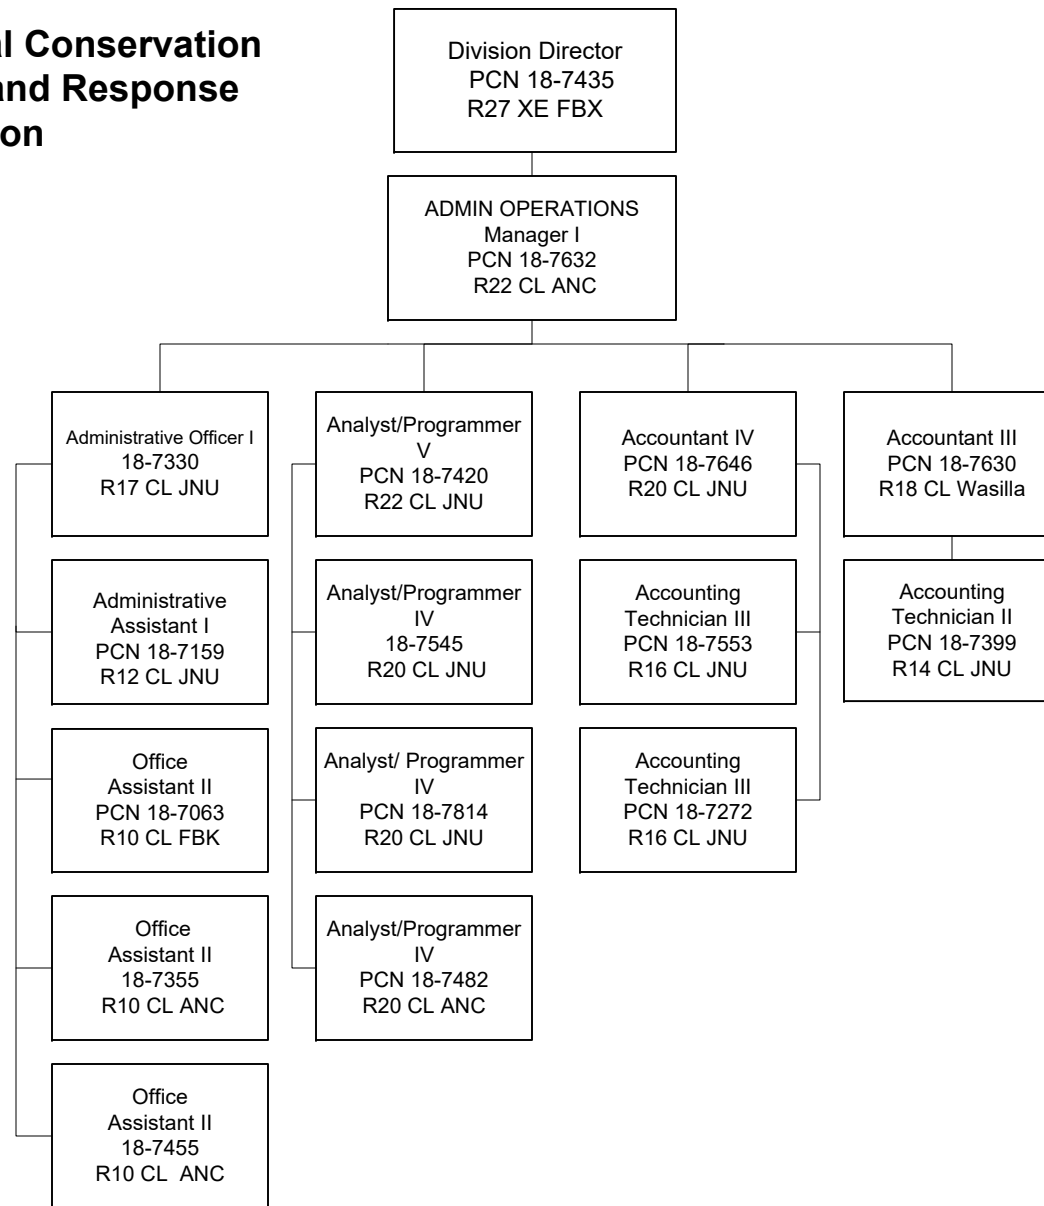 Conservation
and Response
Division Director
PCN 18-7435
R27 XE FBX
ADMIN OPERATIONS
Manager I
PCN 18-7632
R22 CL ANC
Administrative Officer I
18-7330
R17 CL JNU
Analyst/Programmer
V
PCN 18-7420
R22 CL JNU
Accountant IV
PCN 18-7646
R20 CL JNU
Accountant III
PCN 18-7630
R18 CL Wasilla
Administrative
Assistant I
PCN 18-7159
R12 CL JNU
Analyst/Programmer
IV
18-7545
R20 CL JNU
Accounting
Technician III
PCN 18-7553
R16 CL JNU
Accounting
Technician II
PCN 18-7399
R14 CL JNU
Office
Assistant II
PCN 18-7063
R10 CL FBK
Analyst/ Programmer
IV
PCN 18-7814
R20 CL JNU
Accounting
Technician III
PCN 18-7272
R16 CL JNU
Office
Assistant II
18-7355
R10 CL ANC
Analyst/Programmer
IV
PCN 18-7482
R20 CL ANC
Office
Assistant II
18-7455
R10 CL  ANC